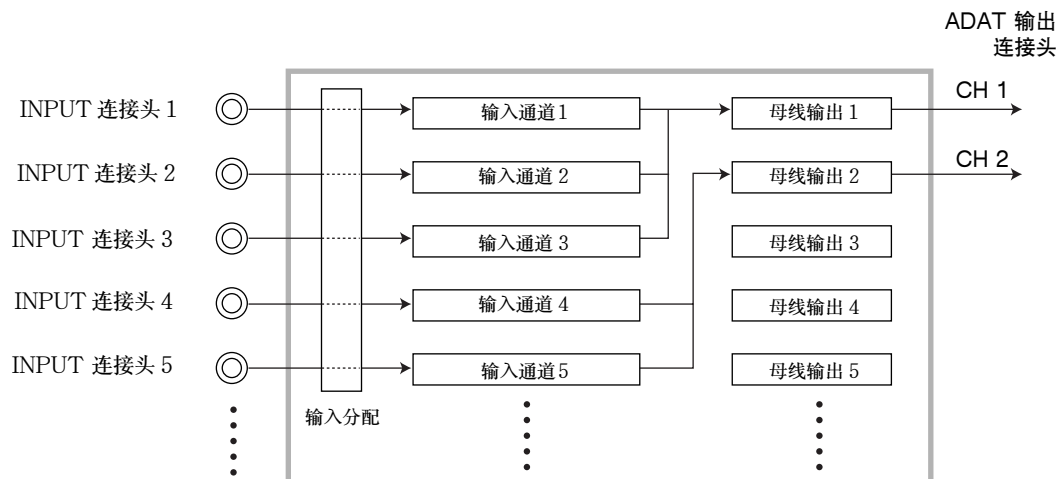 ADAT 输出
连接头
INPUT 连接头 1
输入通道1
母线输出 1
CH 1
INPUT 连接头 2
输入通道 2
母线输出 2
CH 2
INPUT 连接头 3
输入通道 3
母线输出 3
INPUT 连接头 4
输入通道 4
母线输出 4
INPUT 连接头 5
输入通道5
母线输出 5
输入分配